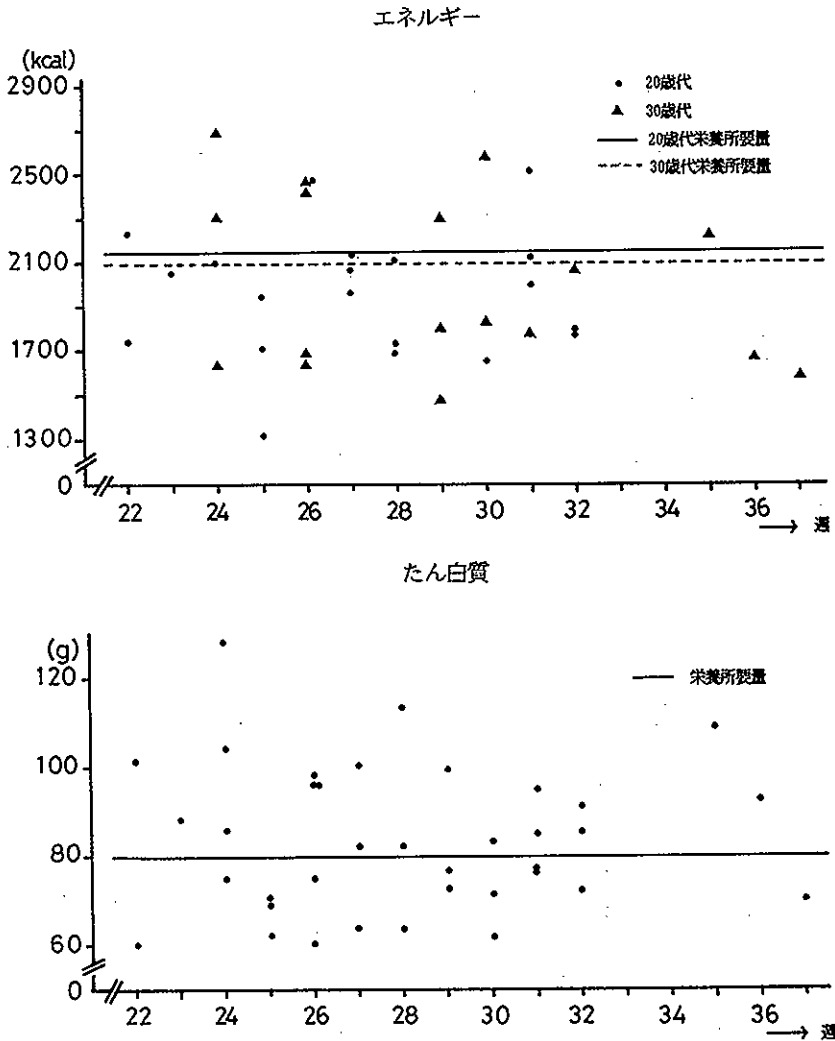 エネルギー
(kcal)
2900
2500
2100
1700
1300
0
20歳代
30歳代
20歳代栄養所要量
30歳代栄養所要量
22 24 26 28 30 32 34 36
→ 週
たん白質
(g)
120
100
80
60
0
栄養所要量
22 24 26 28 30 32 34 36
→ 週